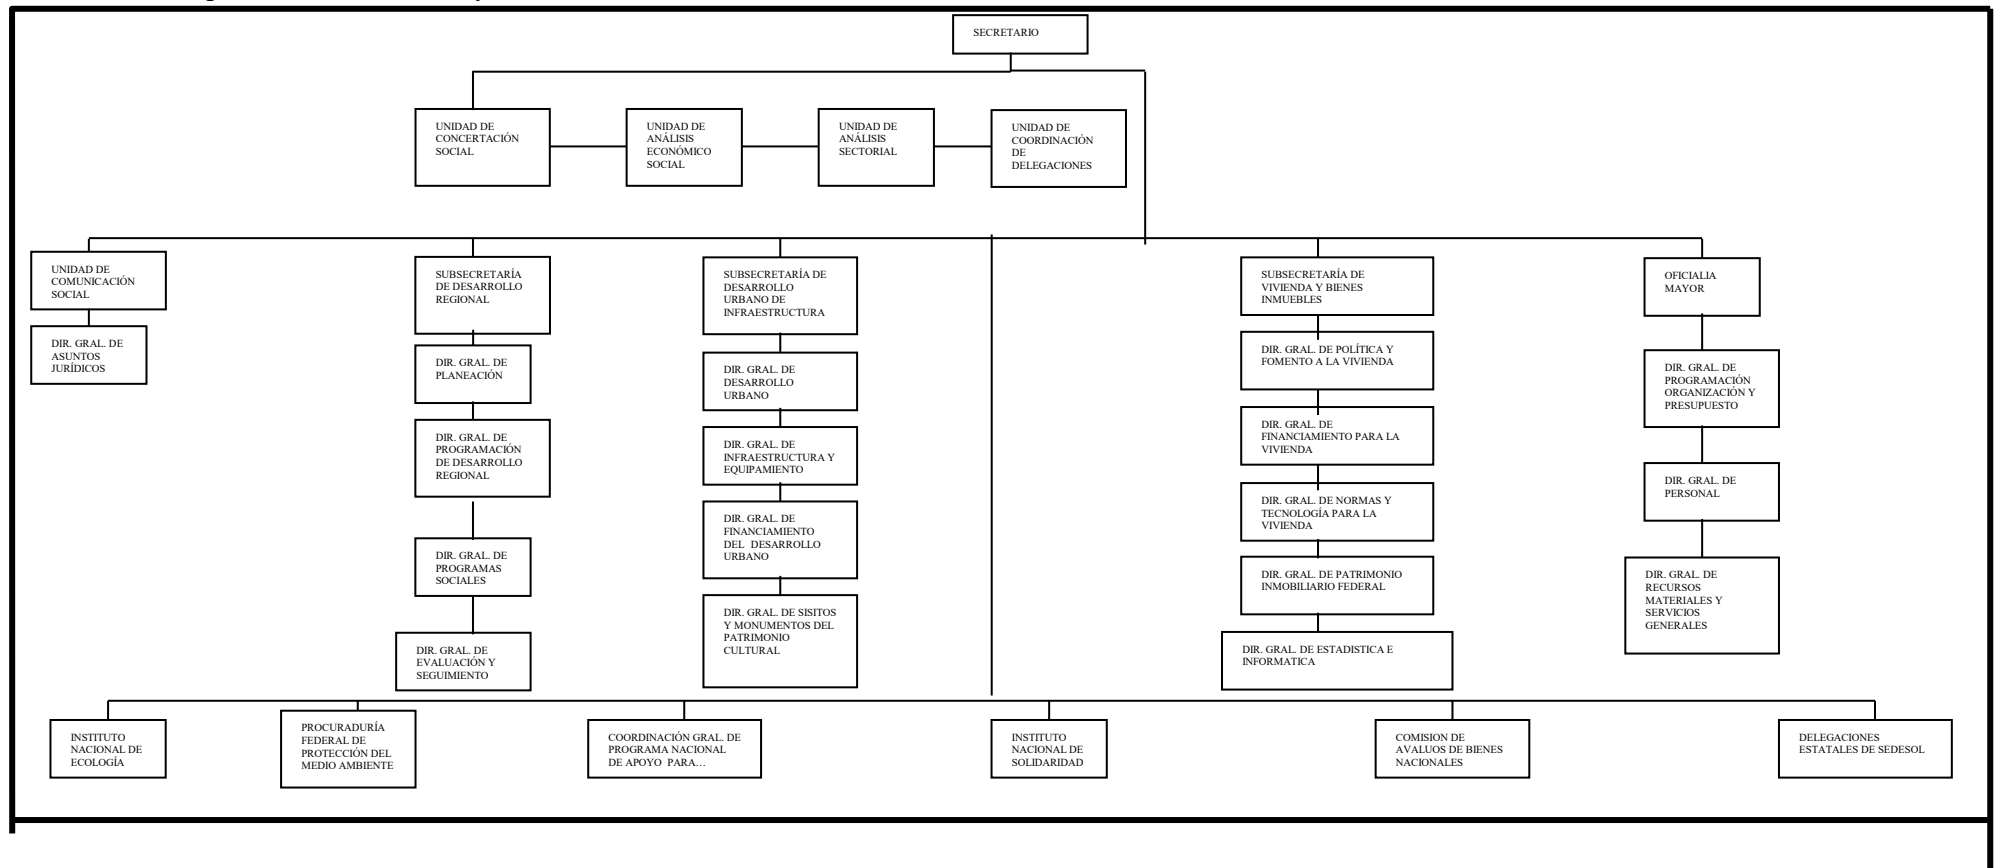 SECRETARIO
UNIDAD DE
CONCERTACIÓN
SOCIAL
UNIDAD DE
ANÁLISIS
ECONÓMICO
SOCIAL
UNIDAD DE
ANÁLISIS
SECTORIAL
UNIDAD DE
COORDINACIÓN
DE
DELEGACIONES
UNIDAD DE
COMUNICACIÓN
SOCIAL
DIR. GRAL. DE
ASUNTOS
JURÍDICOS
SUBSECRETARÍA
DE DESARROLLO
REGIONAL
DIR. GRAL. DE
PLANEACIÓN
DIR. GRAL. DE
PROGRAMACIÓN
DE DESARROLLO
REGIONAL
DIR. GRAL. DE
PROGRAMAS
SOCIALES
DIR. GRAL. DE
EVALUACIÓN Y
SEGUIMIENTO
SUBSECRETARÍA DE
DESARROLLO
URBANO DE
INFRAESTRUCTURA
DIR. GRAL. DE
DESARROLLO
URBANO
DIR. GRAL. DE
INFRAESTRUCTURA Y
EQUIPAMIENTO
DIR. GRAL. DE
FINANCIAMIENTO
DEL DESARROLLO
URBANO
DIR. GRAL. DE SISITOS
Y MONUMENTOS DEL
PATRIMONIO
CULTURAL
SUBSECRETARÍA DE
VIVIENDA Y BIENES
INMUEBLES
DIR. GRAL. DE POLÍTICA Y
FOMENTO A LA VIVIENDA
DIR. GRAL. DE
FINANCIAMIENTO PARA LA
VIVIENDA
DIR. GRAL. DE NORMAS Y
TECNOLOGÍA PARA LA
VIVIENDA
DIR. GRAL. DE PATRIMONIO
INMOBILIARIO FEDERAL
DIR. GRAL. DE ESTADISTICA E
INFORMATICA
OFICIALIA
MAYOR
DIR. GRAL. DE
PROGRAMACIÓN
ORGANIZACIÓN Y
PRESUPUESTO
DIR. GRAL. DE
PERSONAL
DIR. GRAL. DE
RECURSOS
MATERIALES Y
SERVICIOS
GENERALES
INSTITUTO
NACIONAL DE
ECOLOGÍA
PROCURADURÍA
FEDERAL DE
PROTECCIÓN DEL
MEDIO AMBIENTE
COORDINACIÓN GRAL. DE
PROGRAMA NACIONAL
DE APOYO PARA…
INSTITUTO
NACIONAL DE
SOLIDARIDAD
COMISION DE
AVALUOS DE BIENES
NACIONALES
DELEGACIONES
ESTATALES DE SEDESOL